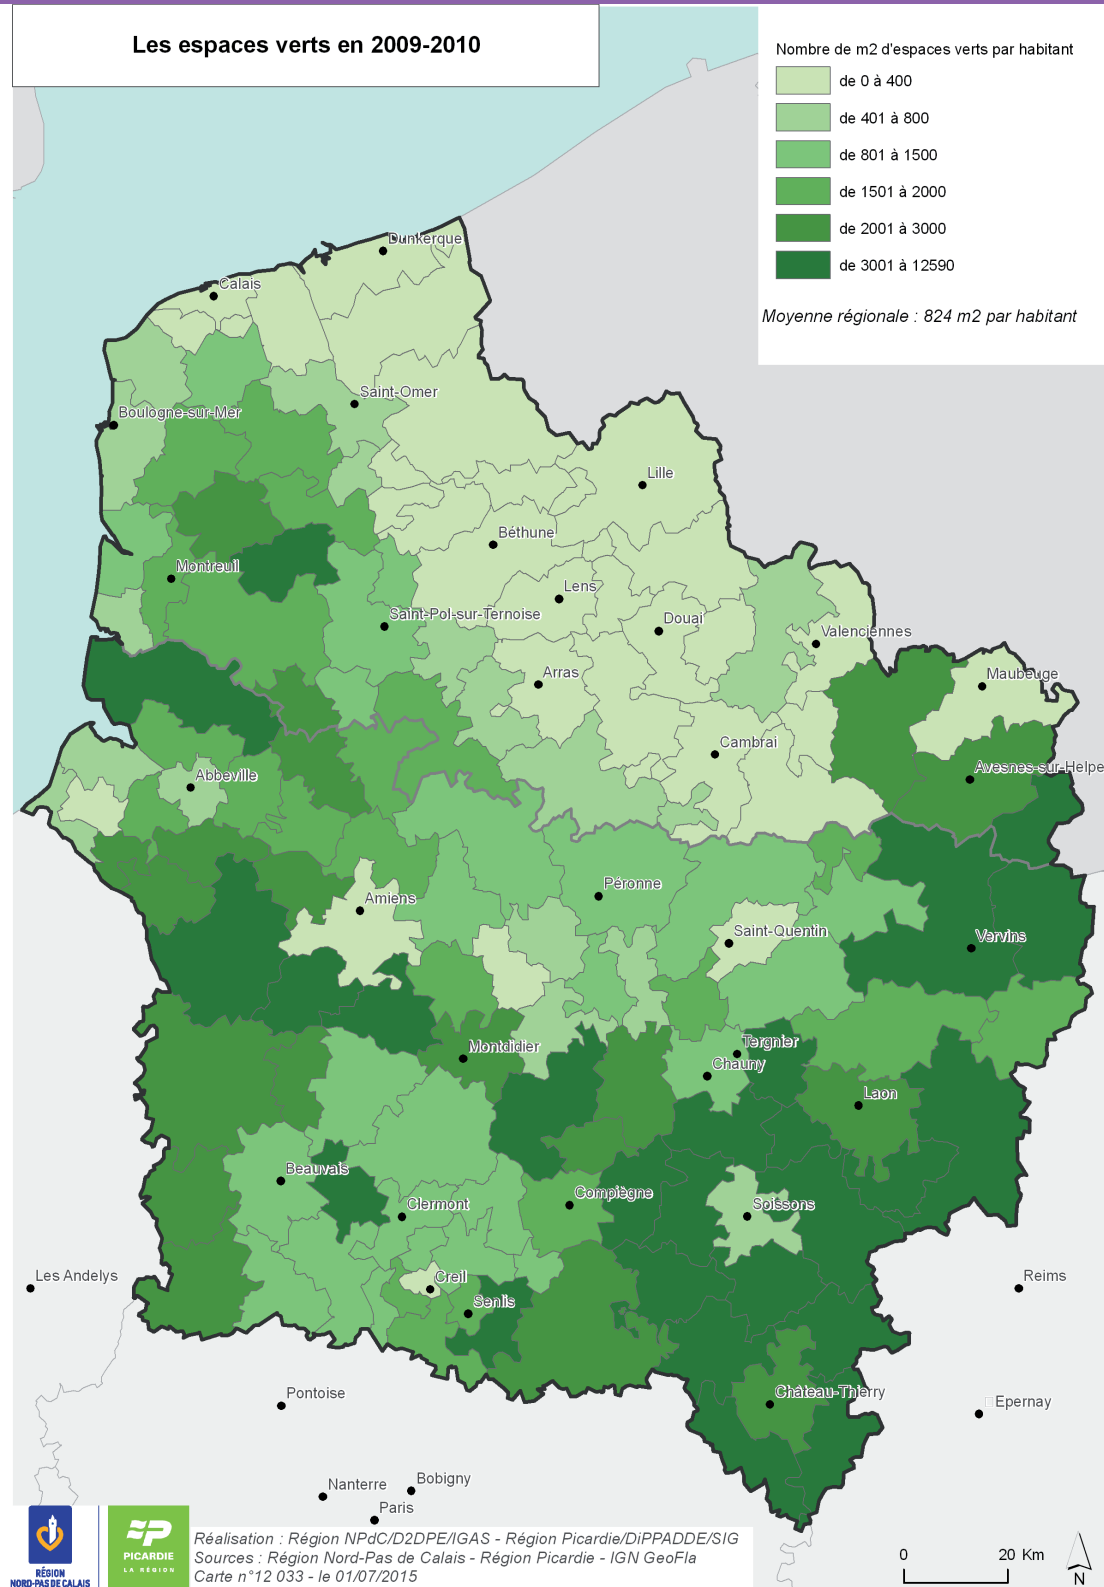 Les espaces verts en 2009-2010
Nombre de m2 d'espaces verts par habitant
de 0 à 400
de 401 à 800
de 801 à 1500
de 1501 à 2000
de 2001 à 3000
de 3001 à 12590
Moyenne régionale : 824 m2 par habitant
Dunkerque
Calais
Saint-Omer
Boulogne-sur-Mer
Lille
Béthune
Montreuil
Lens
Saint-Pol-sur-Ternoise
Douai
Valenciennes
Arras
Maubeuge
Cambrai
Avesnes-sur-Helpe
Abbeville
Péronne
Amiens
Saint-Quentin
Vervins
Tergnier
Montdidier
Chauny
Laon
Beauvais
Compiègne
Clermont
Soissons
Les Andelys
Creil
Reims
Senlis
Pontoise
Château-Thierry
Epernay
Nanterre
Bobigny
Paris
RÉGION
NORD-PAS DE CALAIS
PICARDIE
LA RÉGION
Réalisation : Région NPdC/D2DPE/IGAS - Région Picardie/DiPPADDE/SIG
Sources : Région Nord-Pas de Calais - Région Picardie - IGN GeoFla
Carte n°12 033 - le 01/07/2015
0 20 Km
N